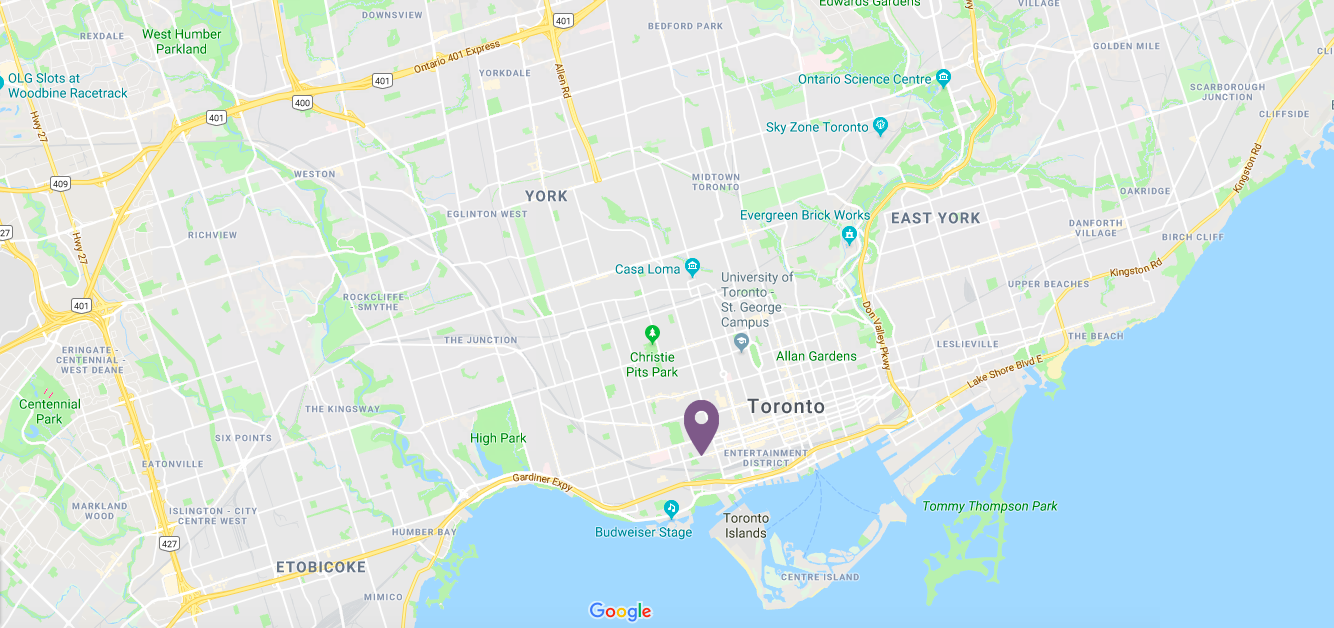 Edwards Gardens
VILLAGE
DOWNSVIEW
401
BEDFORD PARK
REXDALE
West Humber
Parkland
GOLDEN MILE
Ontario 401 Express
YORKDALE
Allen Rd
OLG Slots at
Woodbine Racetrack
401
Ontario Science Centre
SCARBOROUGH
JUNCTION
400
401
CLIFFSIDE
Hwy 27
Sky Zone Toronto
Kingston Rd
WESTON
409
MIDTOWN
TORONTO
YORK
OAKRIDGE
EGLINTON WEST
Evergreen Brick Works
EAST YORK
27
RICHVIEW
Hwy 27
DANFORTH
VILLAGE
BIRCH CLIFF
Casa Loma
Kingston Rd
University of
Toronto -
St. George
Campus
UPPER BEACHES
ROCKCLIFFE
- SMYTHE
401
Don Valley Pkwy
THE JUNCTION
LESLIEVILLE
THE BEACH
ERINGATE -
CENTENNIAL -
WEST DEANE
Christie
Pits Park
Allan Gardens
Lake Shore Blvd E
Centennial
Park
THE KINGSWAY
Toronto
SIX POINTS
High Park
ENTERTAINMENT
DISTRICT
EATONVILLE
Gardiner Expy
MARKLAND
WOOD
ISLINGTON - CITY
CENTRE WEST
Tommy Thompson Park
HUMBER BAY
Budweiser Stage
Toronto
Islands
427
ETOBICOKE
CENTRE ISLAND
MIMICO
Google